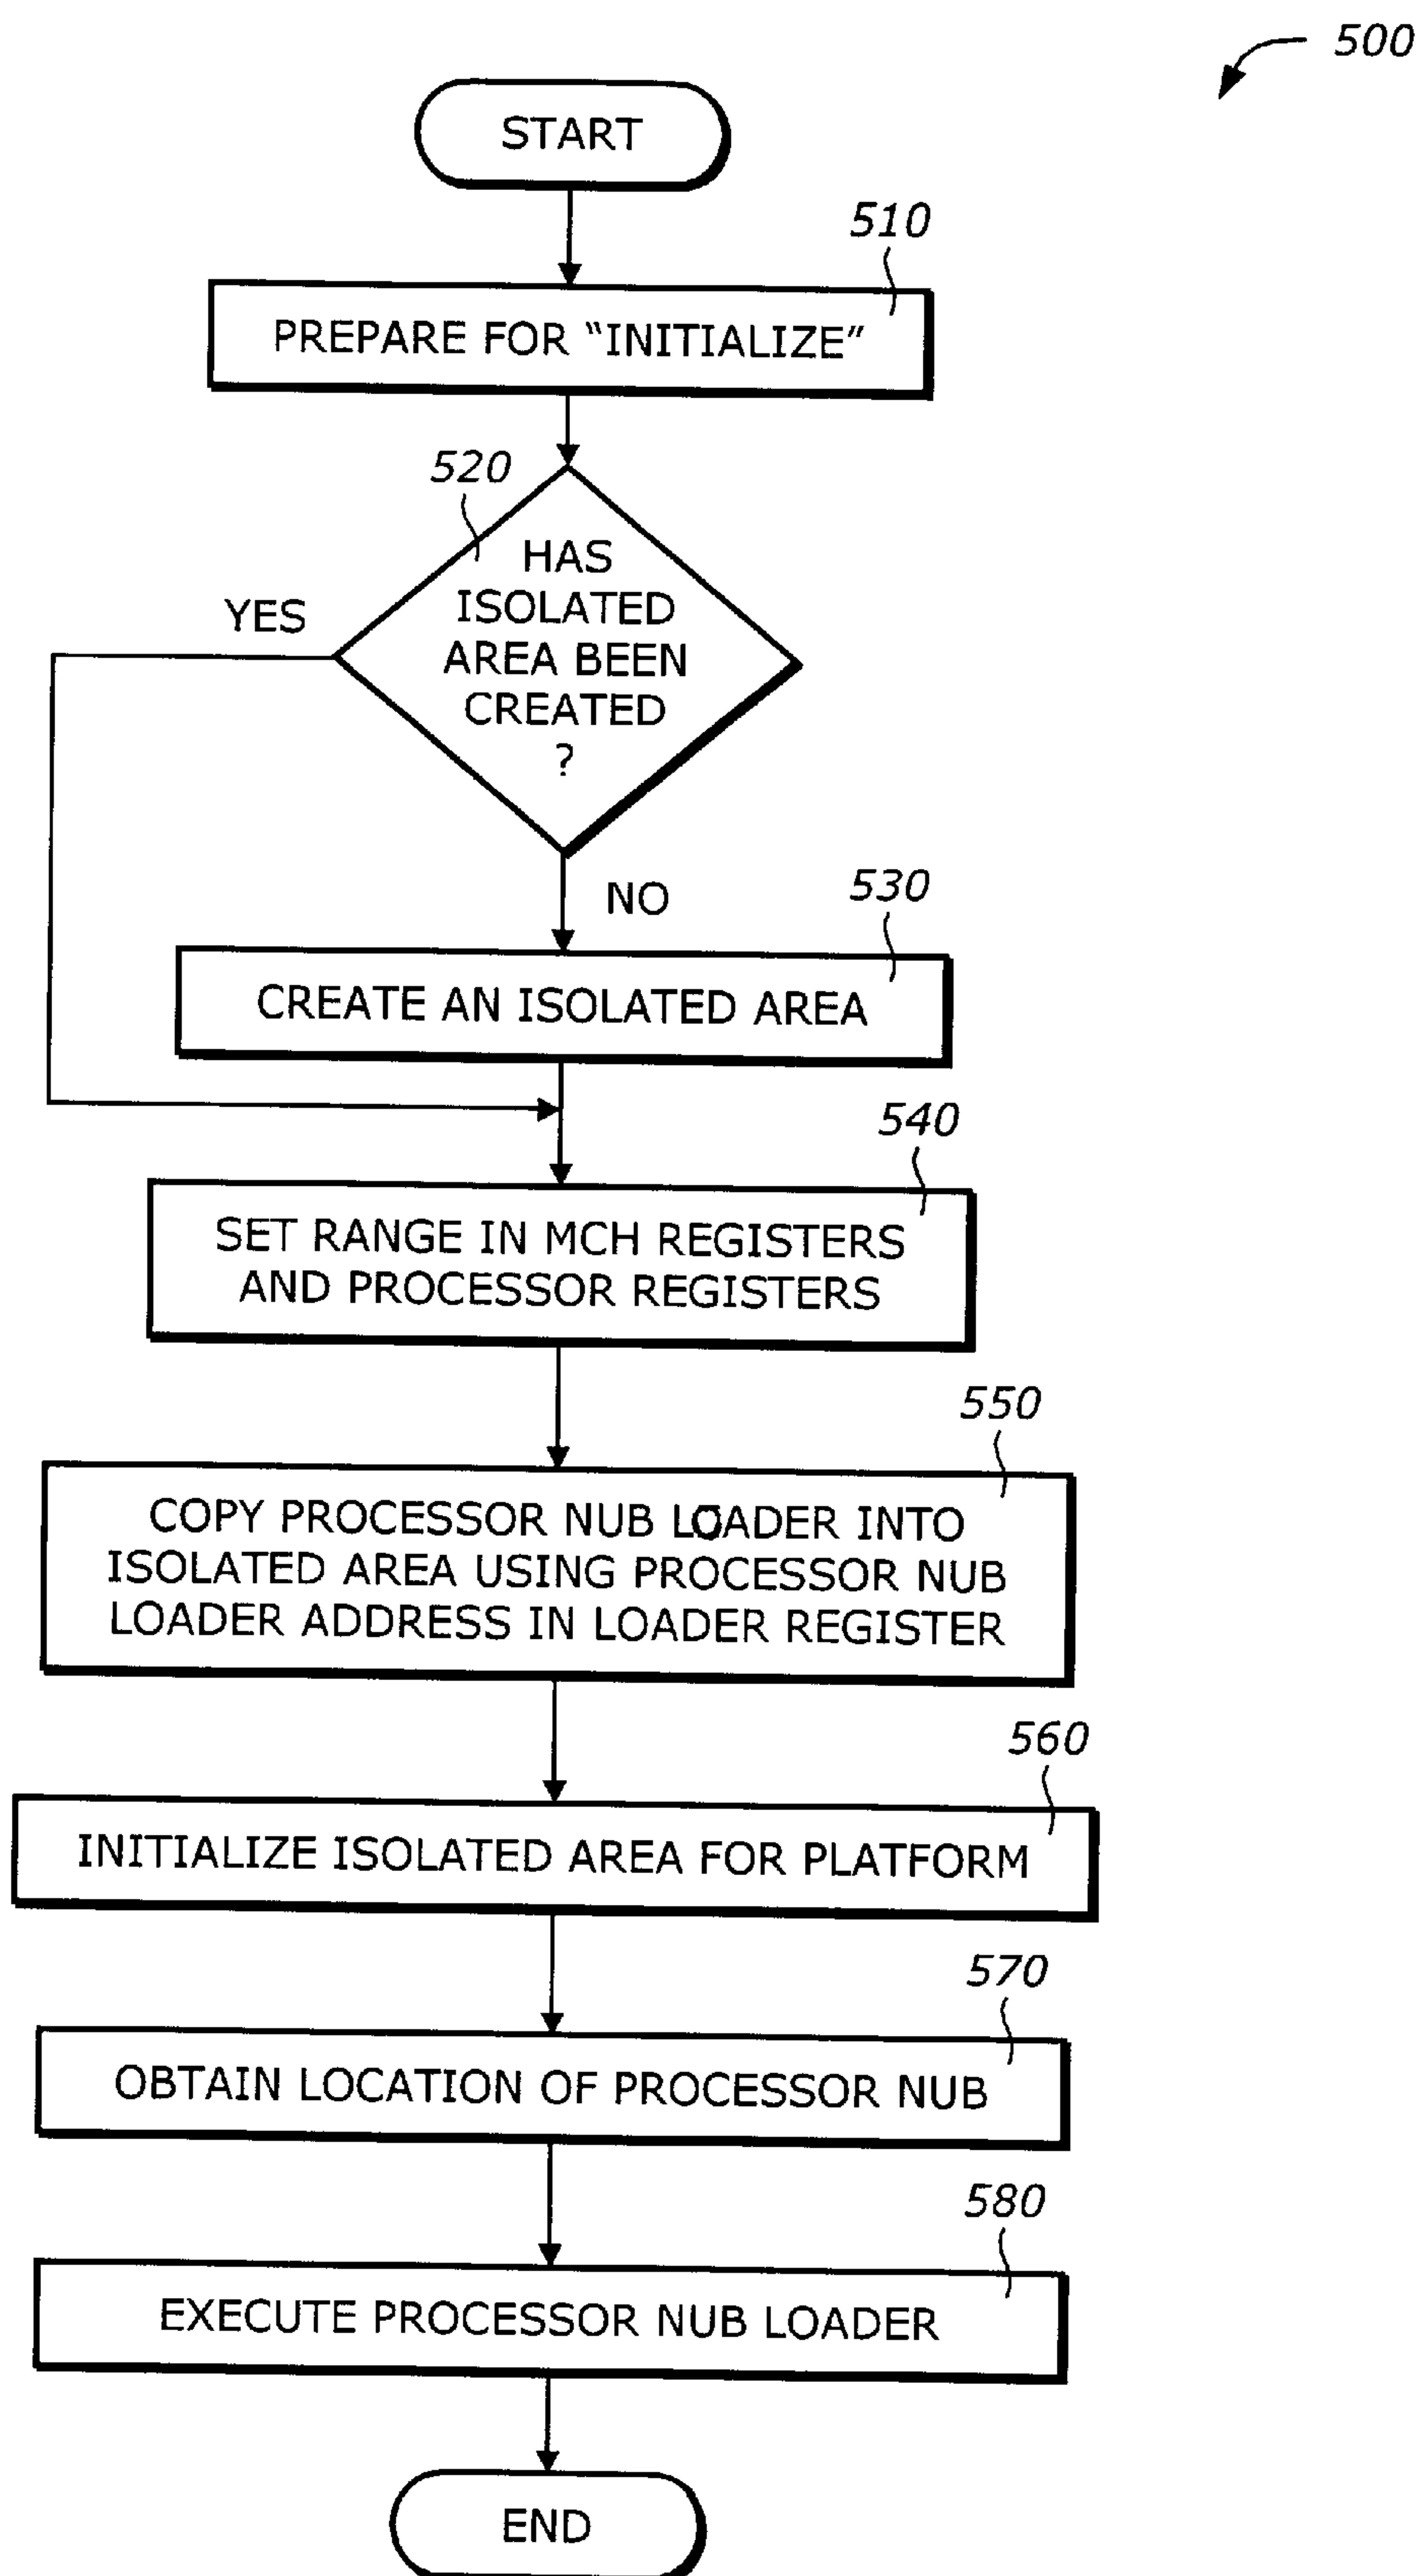 500
START
510
PREPARE FOR “INITIALIZE”
520
HAS
ISOLATED
AREA BEEN
CREATED
?
YES
NO
530
CREATE AN ISOLATED AREA
540
SET RANGE IN MCH REGISTERS
AND PROCESSOR REGISTERS
550
COPY PROCESSOR NUB LOADER INTO
ISOLATED AREA USING PROCESSOR NUB
LOADER ADDRESS IN LOADER REGISTER
560
INITIALIZE ISOLATED AREA FOR PLATFORM
570
OBTAIN LOCATION OF PROCESSOR NUB
580
EXECUTE PROCESSOR NUB LOADER
END